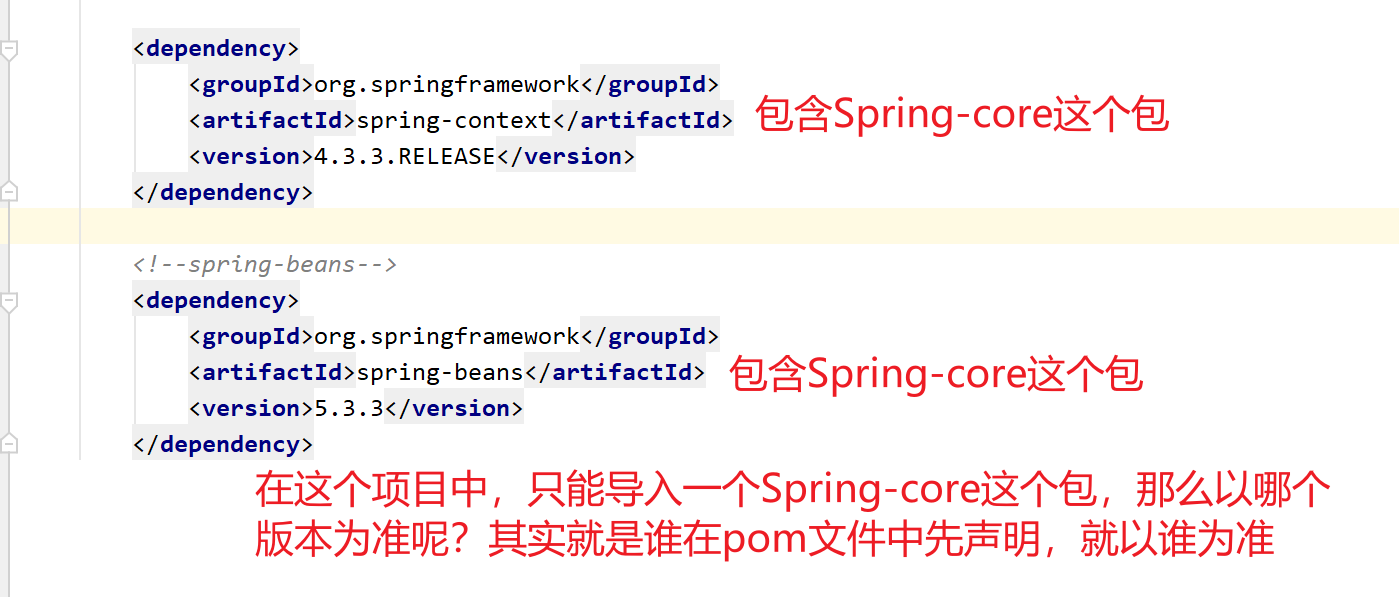 <dependency>
<groupId>org.springframework</groupId>
<artifactId>spring-context</artifactId>
包含Spring-core这个包
<version>4.3.3.RELEASE</version>
</dependency>
<!--spring-beans-->
<dependency>
<groupId>org.springframework</groupId>
<artifactId>spring-beans</artifactId>
包含Spring-core这个包
<version>5.3.3</version>
</dependency>
在这个项目中，只能导入一个Spring-core这个包，那么以哪个
版本为准呢？其实就是谁在pom文件中先声明，就以谁为准